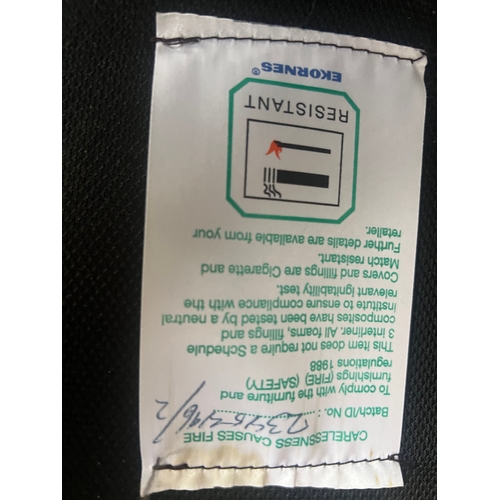 CARELESSNESS CAUSES FIRE
Batch/ID No.:
To comply with the furniture and
furnishings (FIRE) (SAFETY)
regulations 1988
This item does not require a Schedule
3 interliner. All foams, fillings and
composites have been tested by a neutral
institute to ensure compliance with the
relevant ignitability test.
Covers and fillings are Cigarette and
Match resistant.
Further details are available from your
retailer.
RESISTANT
EKORNES®